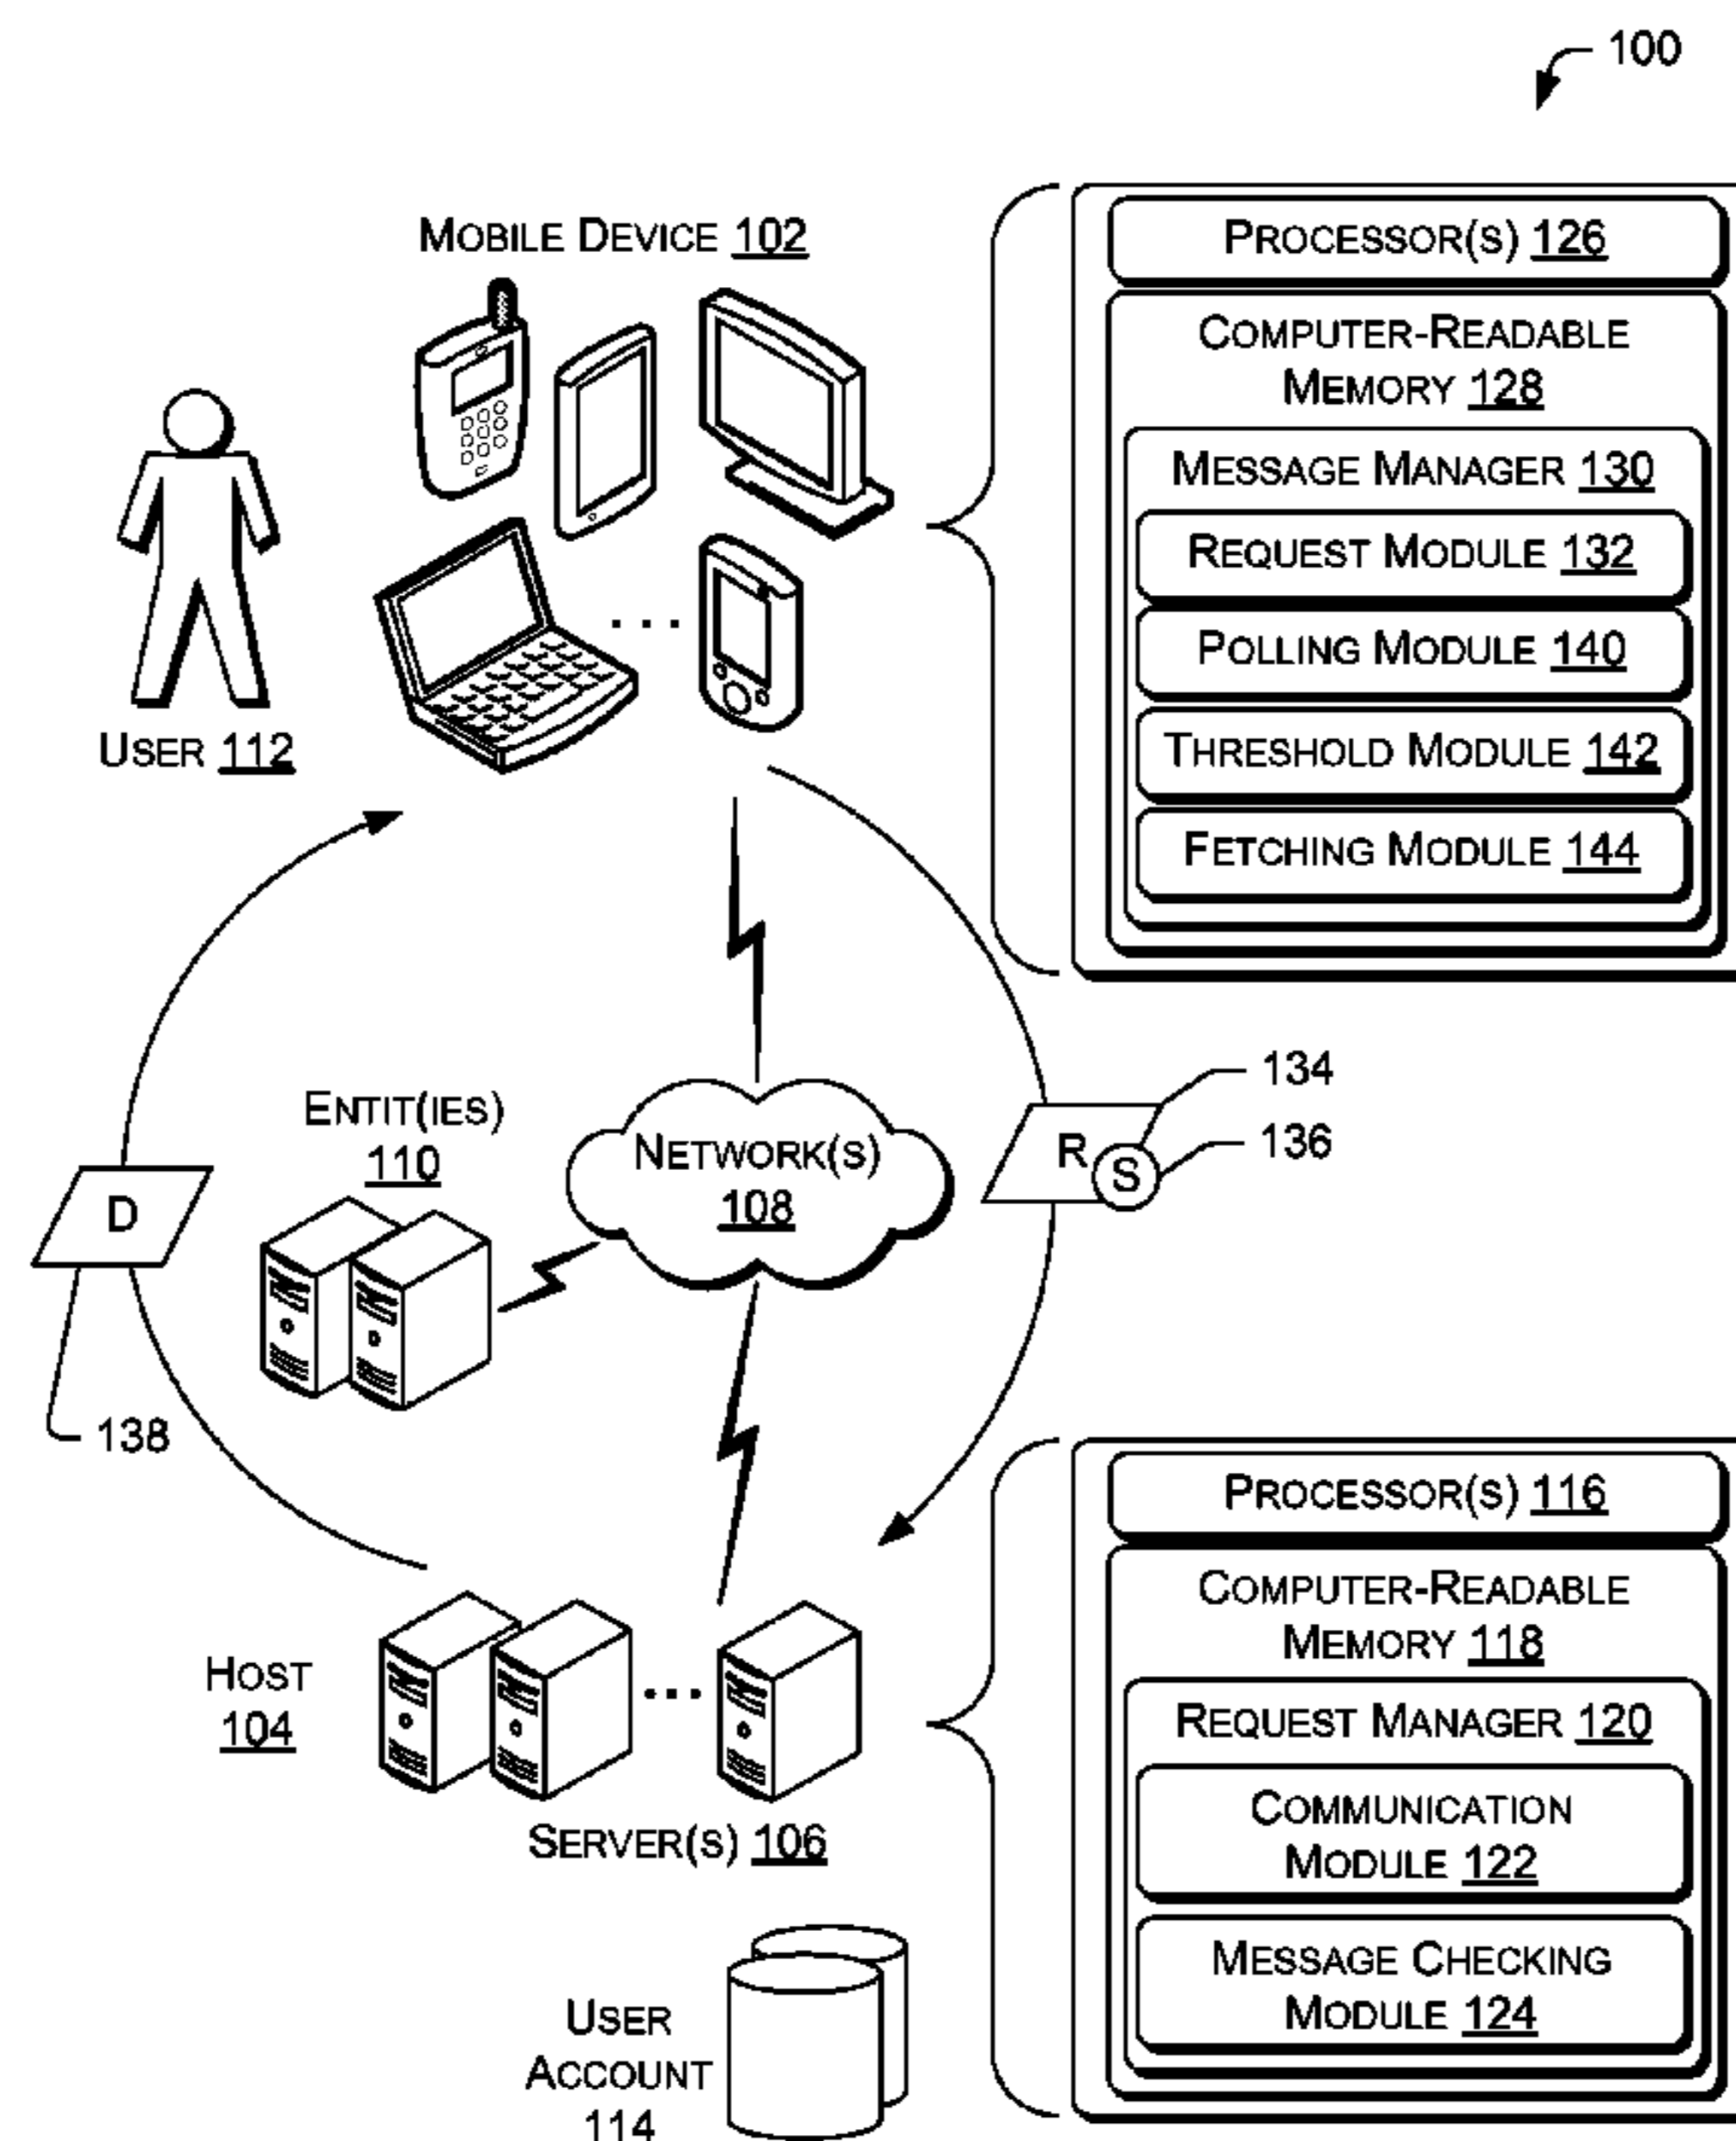 100
MOBILE DEVICE 102
USER 112
PROCESSOR(S) 126
COMPUTER-READABLE
MEMORY 128
MESSAGE MANAGER 130
REQUEST MODULE 132
POLLING MODULE 140
THRESHOLD MODULE 142
FETCHING MODULE 144
ENTIT(IES)
110
NETWORK(S)
108
134
R
S
136
D
138
HOST
104
SERVER(S) 106
USER
ACCOUNT
114
PROCESSOR(S) 116
COMPUTER-READABLE
MEMORY 118
REQUEST MANAGER 120
COMMUNICATION
MODULE 122
MESSAGE CHECKING
MODULE 124